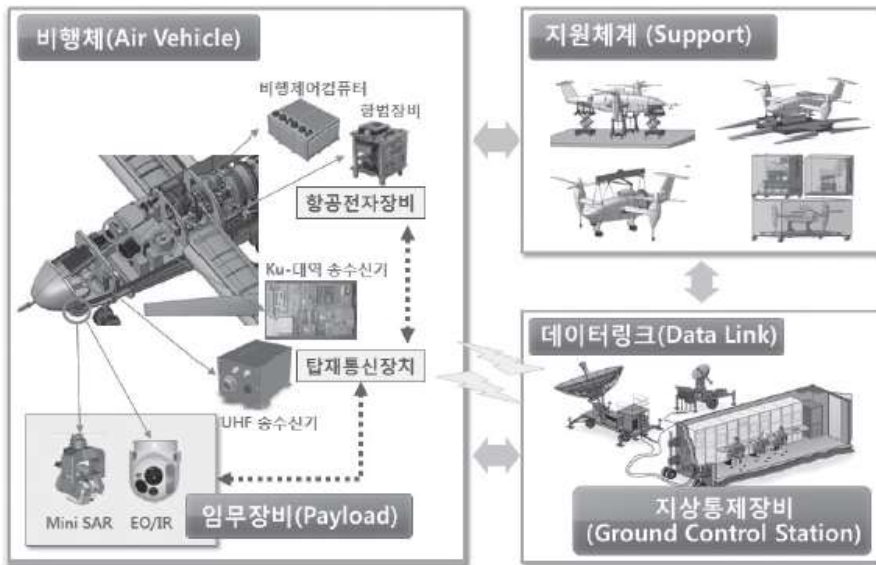 비행체(Air Vehicle)
비행제어컴퓨터
항법장비
항공전자장비
Ku-대역 송수신기
탑재통신장치
UHF 송수신기
Mini SAR
EO/IR
임무장비(Payload)
지원체계 (Support)
데이터링크(Data Link)
지상통제장비
(Ground Control Station)